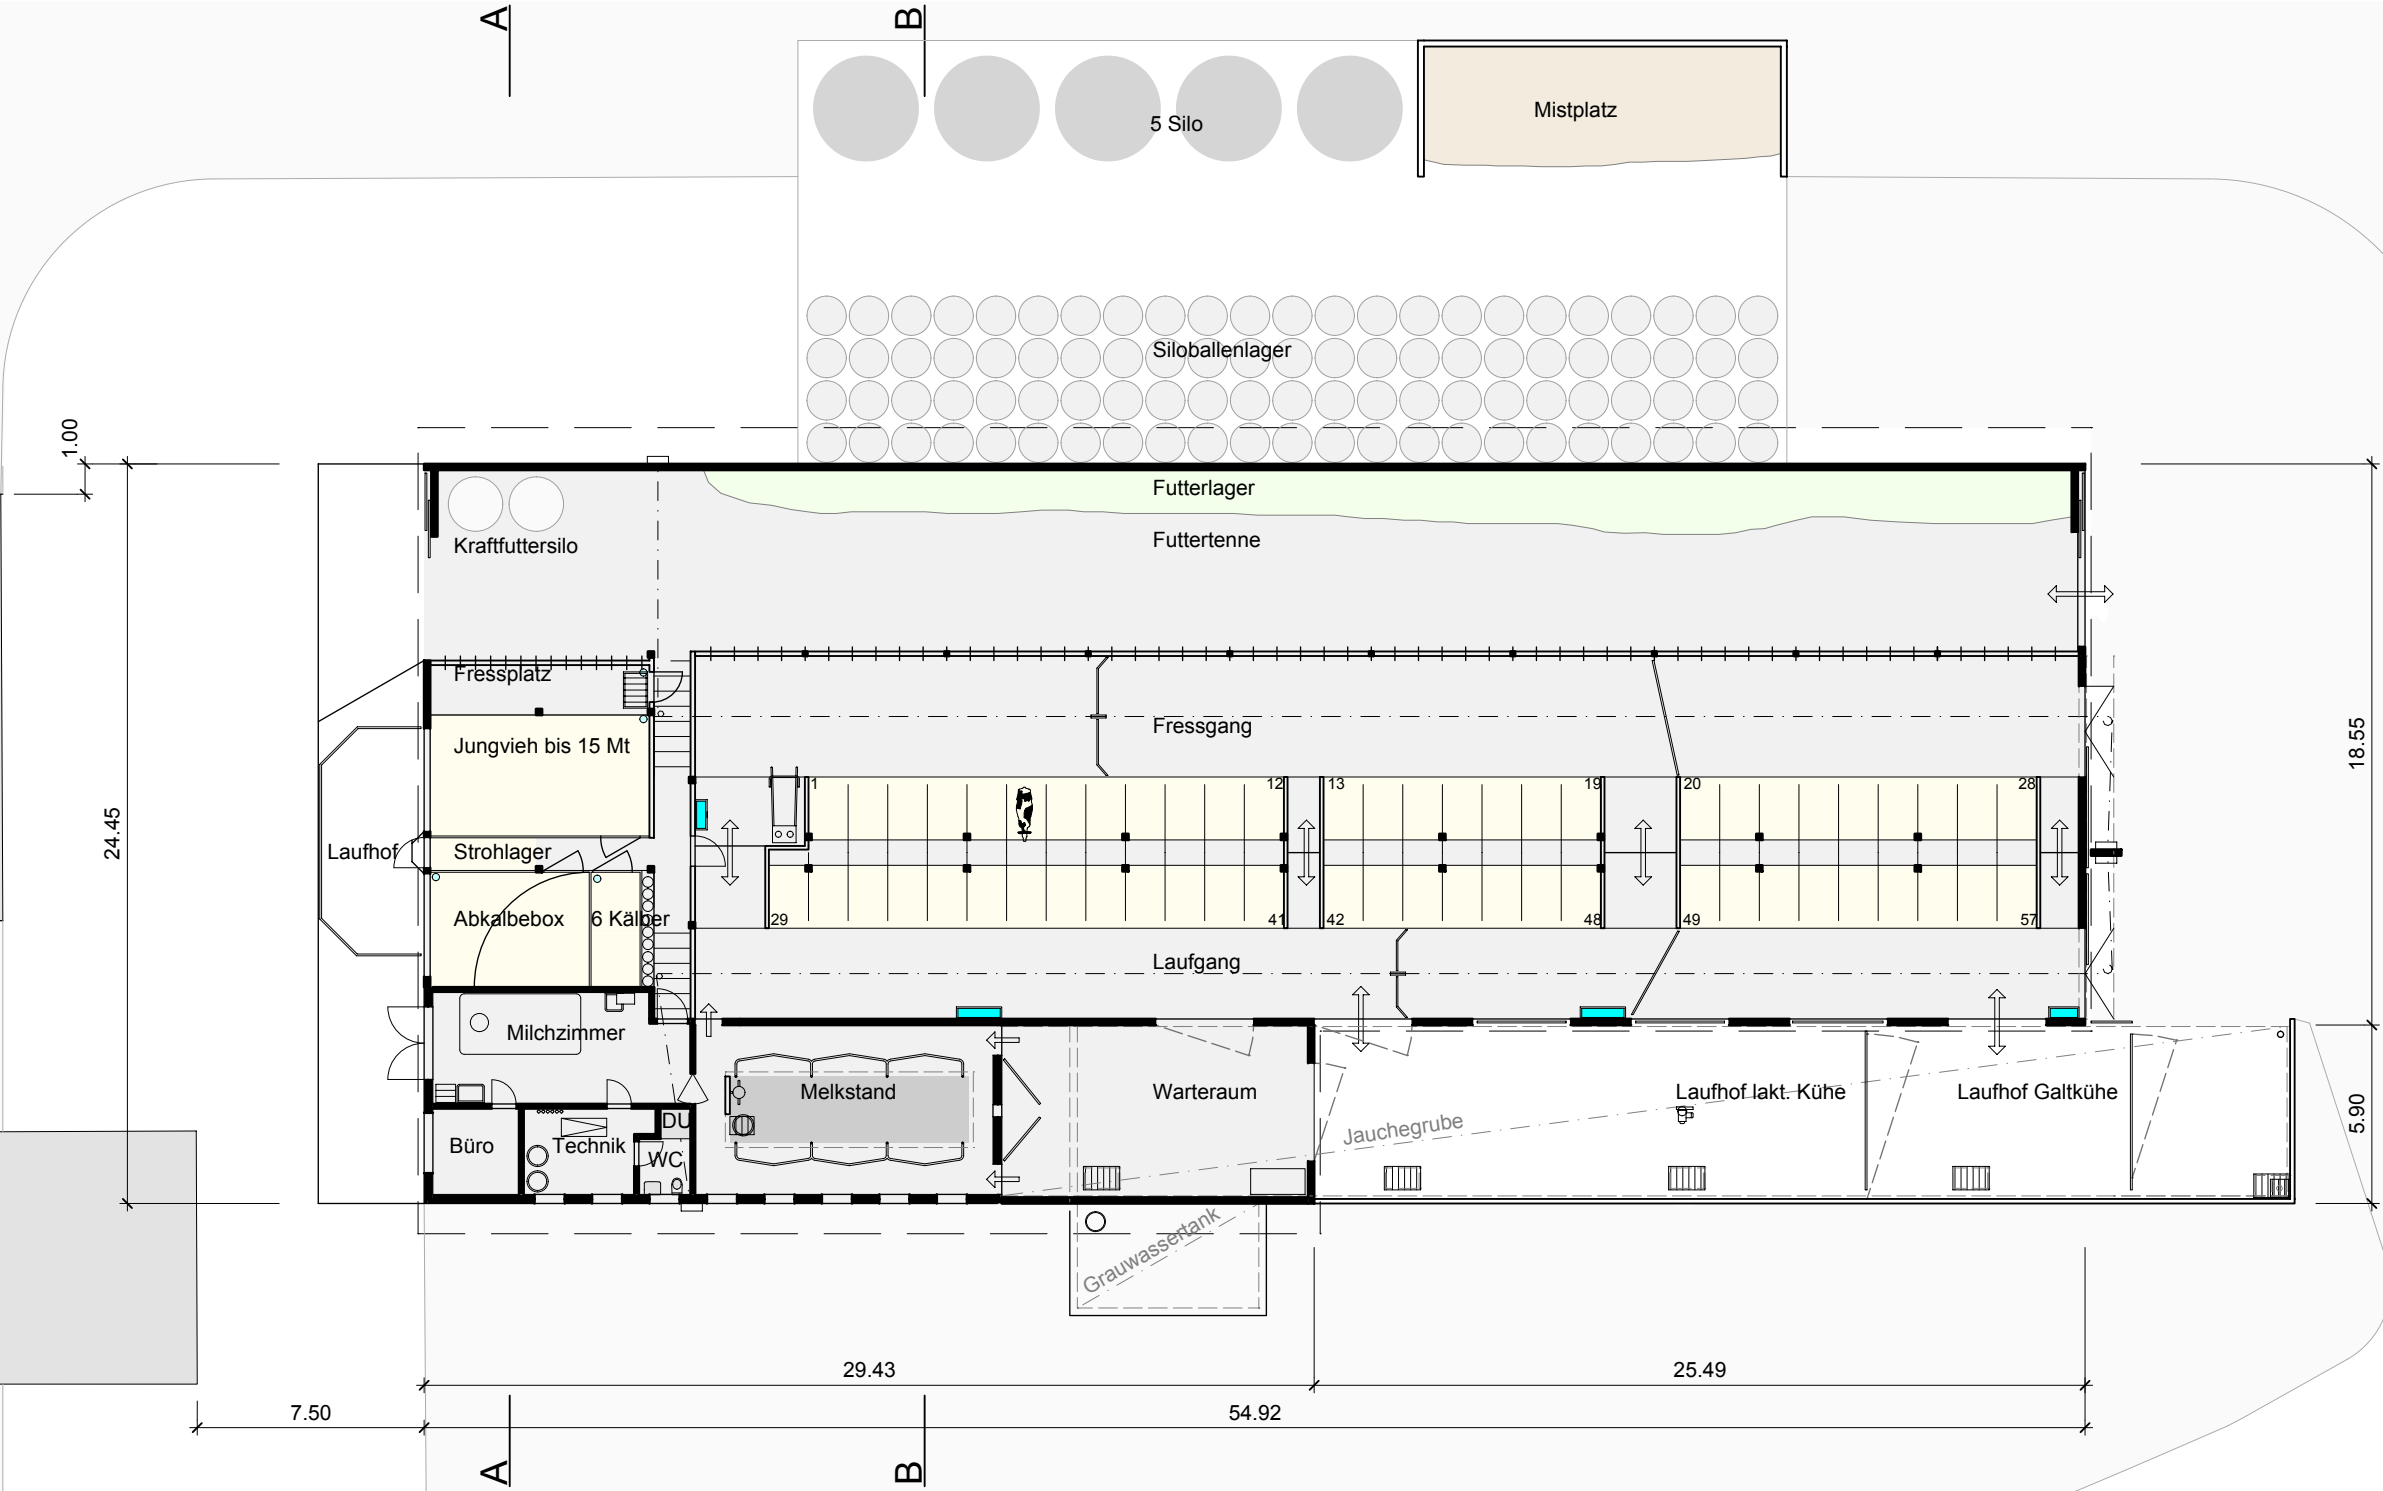 A
B
5 Silo
Mistplatz
Siloballenlager
1.00
Futterlager
Kraftfuttersilo
Futtertenne
Fressplatz
Fressgang
Jungvieh bis 15 Mt
18.55
24.45
1
12
13
19
20
28
Laufhof
Strohlager
Abkalbebox
6 Kälber
29
41
42
48
49
57
Laufgang
Milchzimmer
Melkstand
Warteraum
Laufhof lakt. Kühe
Laufhof Galtkühe
5.90
DU
Jauchegrube
Büro
Technik
WC
Grauwassertank
29.43
25.49
7.50
54.92
A
B